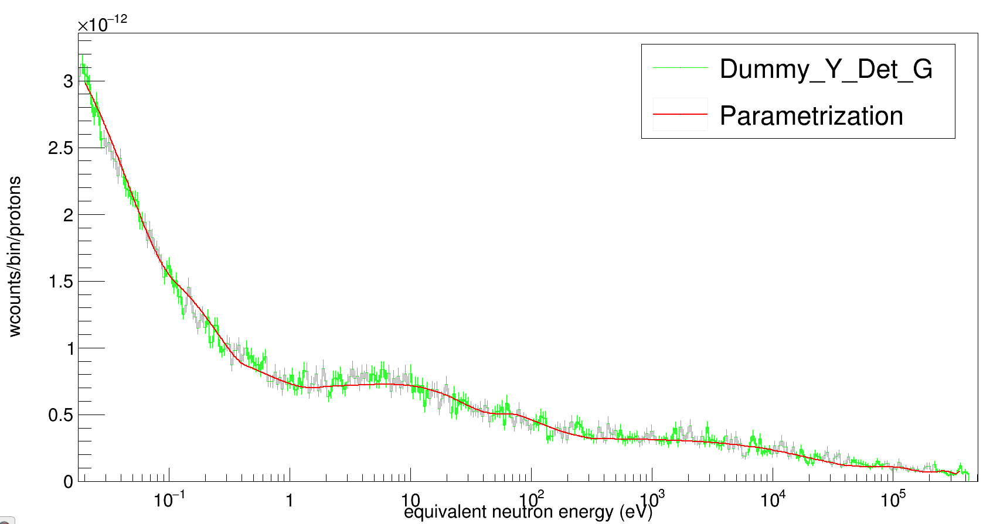 ×10⁻¹²
Dummy_Y_Det_G
Parametrization
wcounts/bin/protons
3
2.5
2
1.5
1
0.5
0
10⁻¹ 1 10 10² 10³ 10⁴ 10⁵
equivalent neutron energy (eV)